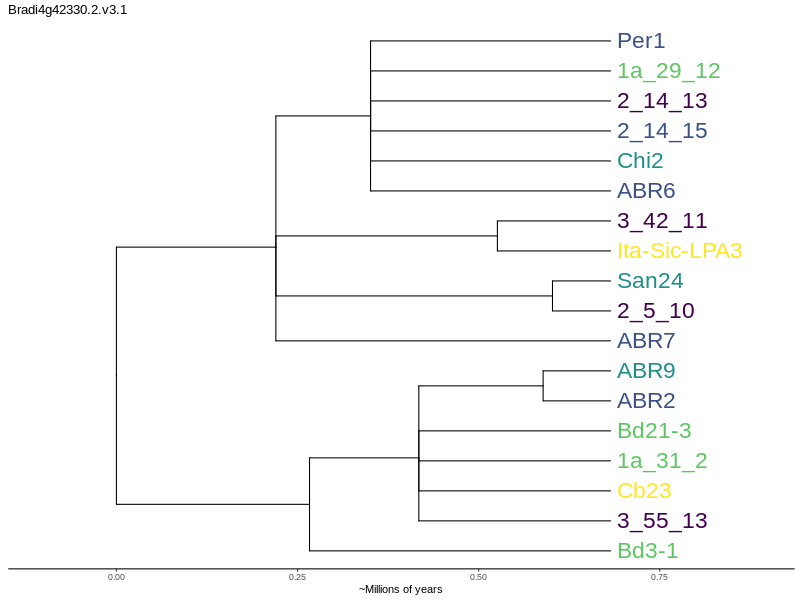 Bradi4g42330.2.v3.1
Per1
1a_29_12
2_14_13
2_14_15
Chi2
ABR6
3_42_11
Ita-Sic-LPA3
San24
2_5_10
ABR7
ABR9
ABR2
Bd21-3
1a_31_2
Cb23
3_55_13
Bd3-1
0.00 0.25 0.50 0.75
~Millions of years